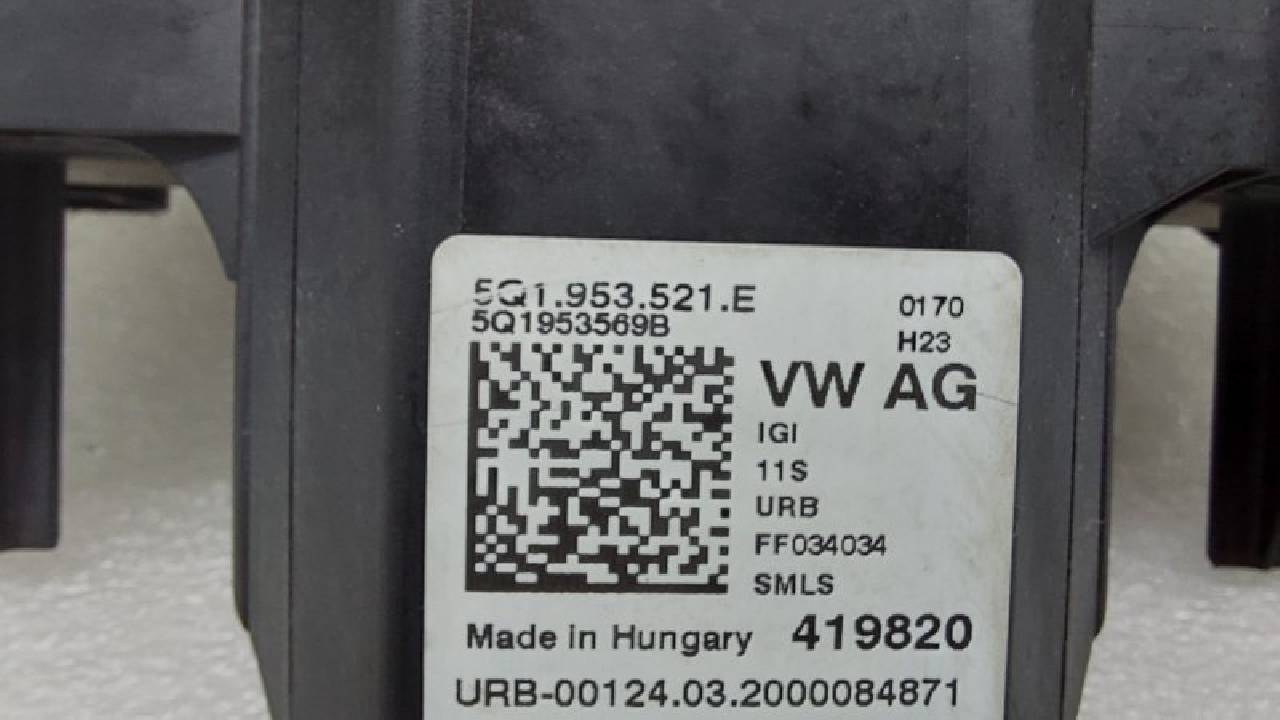 5Q1.953.521.E
5Q1953569B
0170
H23
VW AG
IGI
11S
URB
FF034034
SMLS
Made in Hungary 419820
URB-00124.03.2000084871